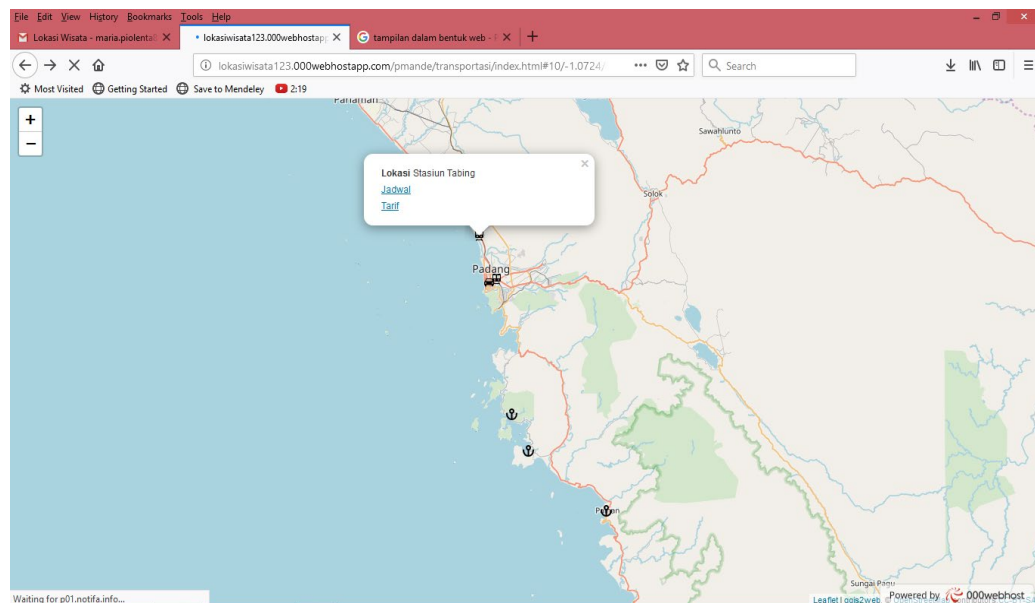 File Edit View History Bookmarks Tools Help
Lokasi Wisata - maria.piolenta
lokasiwisata123.000webhostapp
tampilan dalam bentuk web -
lokasiwisata123.000webhostapp.com/pmande/transportasi/index.html#10/-1.0724/
Search
Most Visited Getting Started Save to Mendeley 2:19
+
−
Pariaman
Sawahlunto
Lokasi Stasiun Tabing
Jadwal
Tarif
Solok
Padang
Sungai Pagu
Waiting for p01.notifa.info...
Leaflet | qgis2web ©
Powered by 000webhost